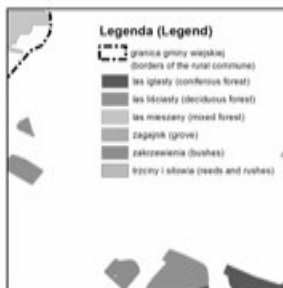 Legenda (Legend)
granica gminy wiejskiej
(borders of the rural commune)
las iglasty (coniferous forest)
las liściasty (deciduous forest)
las mieszany (mixed forest)
zagajnik (grove)
zakrzewienia (bushes)
trzciny i sitowia (reeds and rushes)